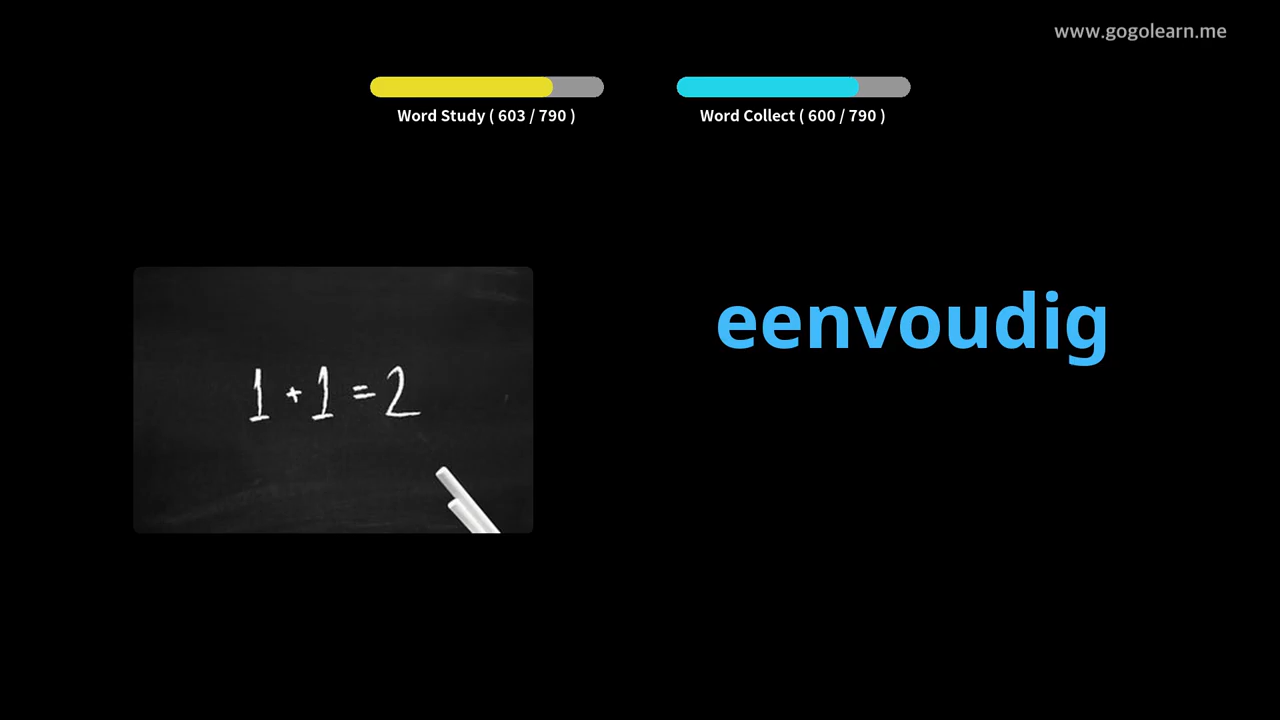 www.gogolearn.me
Word Study ( 603 / 790 )
Word Collect ( 600 / 790 )
eenvoudig
1 + 1 = 2